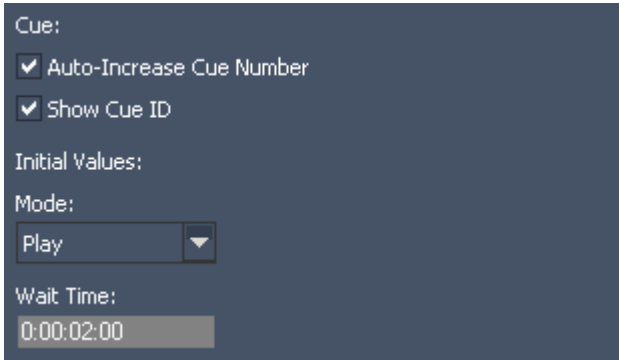 Cue:
Auto-Increase Cue Number
Show Cue ID
Initial Values:
Mode:
Play
Wait Time:
0:00:02:00